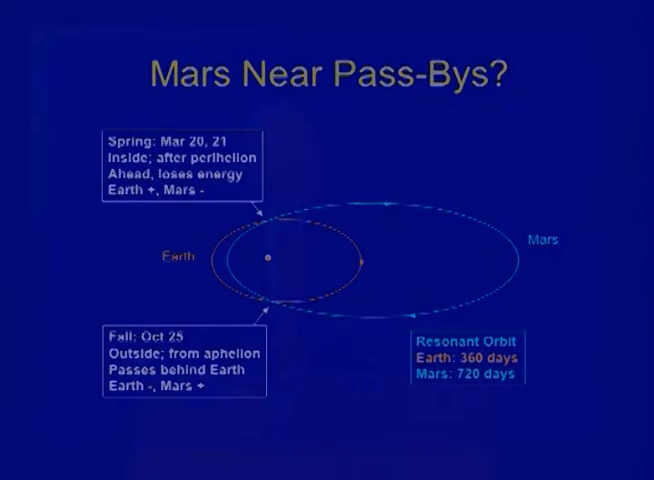 Mars Near Pass-Bys?
Spring: Mar 20, 21
Inside; after perihelion
Ahead, loses energy
Earth +, Mars -
Mars
Earth
Fall: Oct 25
Outside; from aphelion
Passes behind Earth
Earth -, Mars +
Resonant Orbit
Earth: 360 days
Mars: 720 days